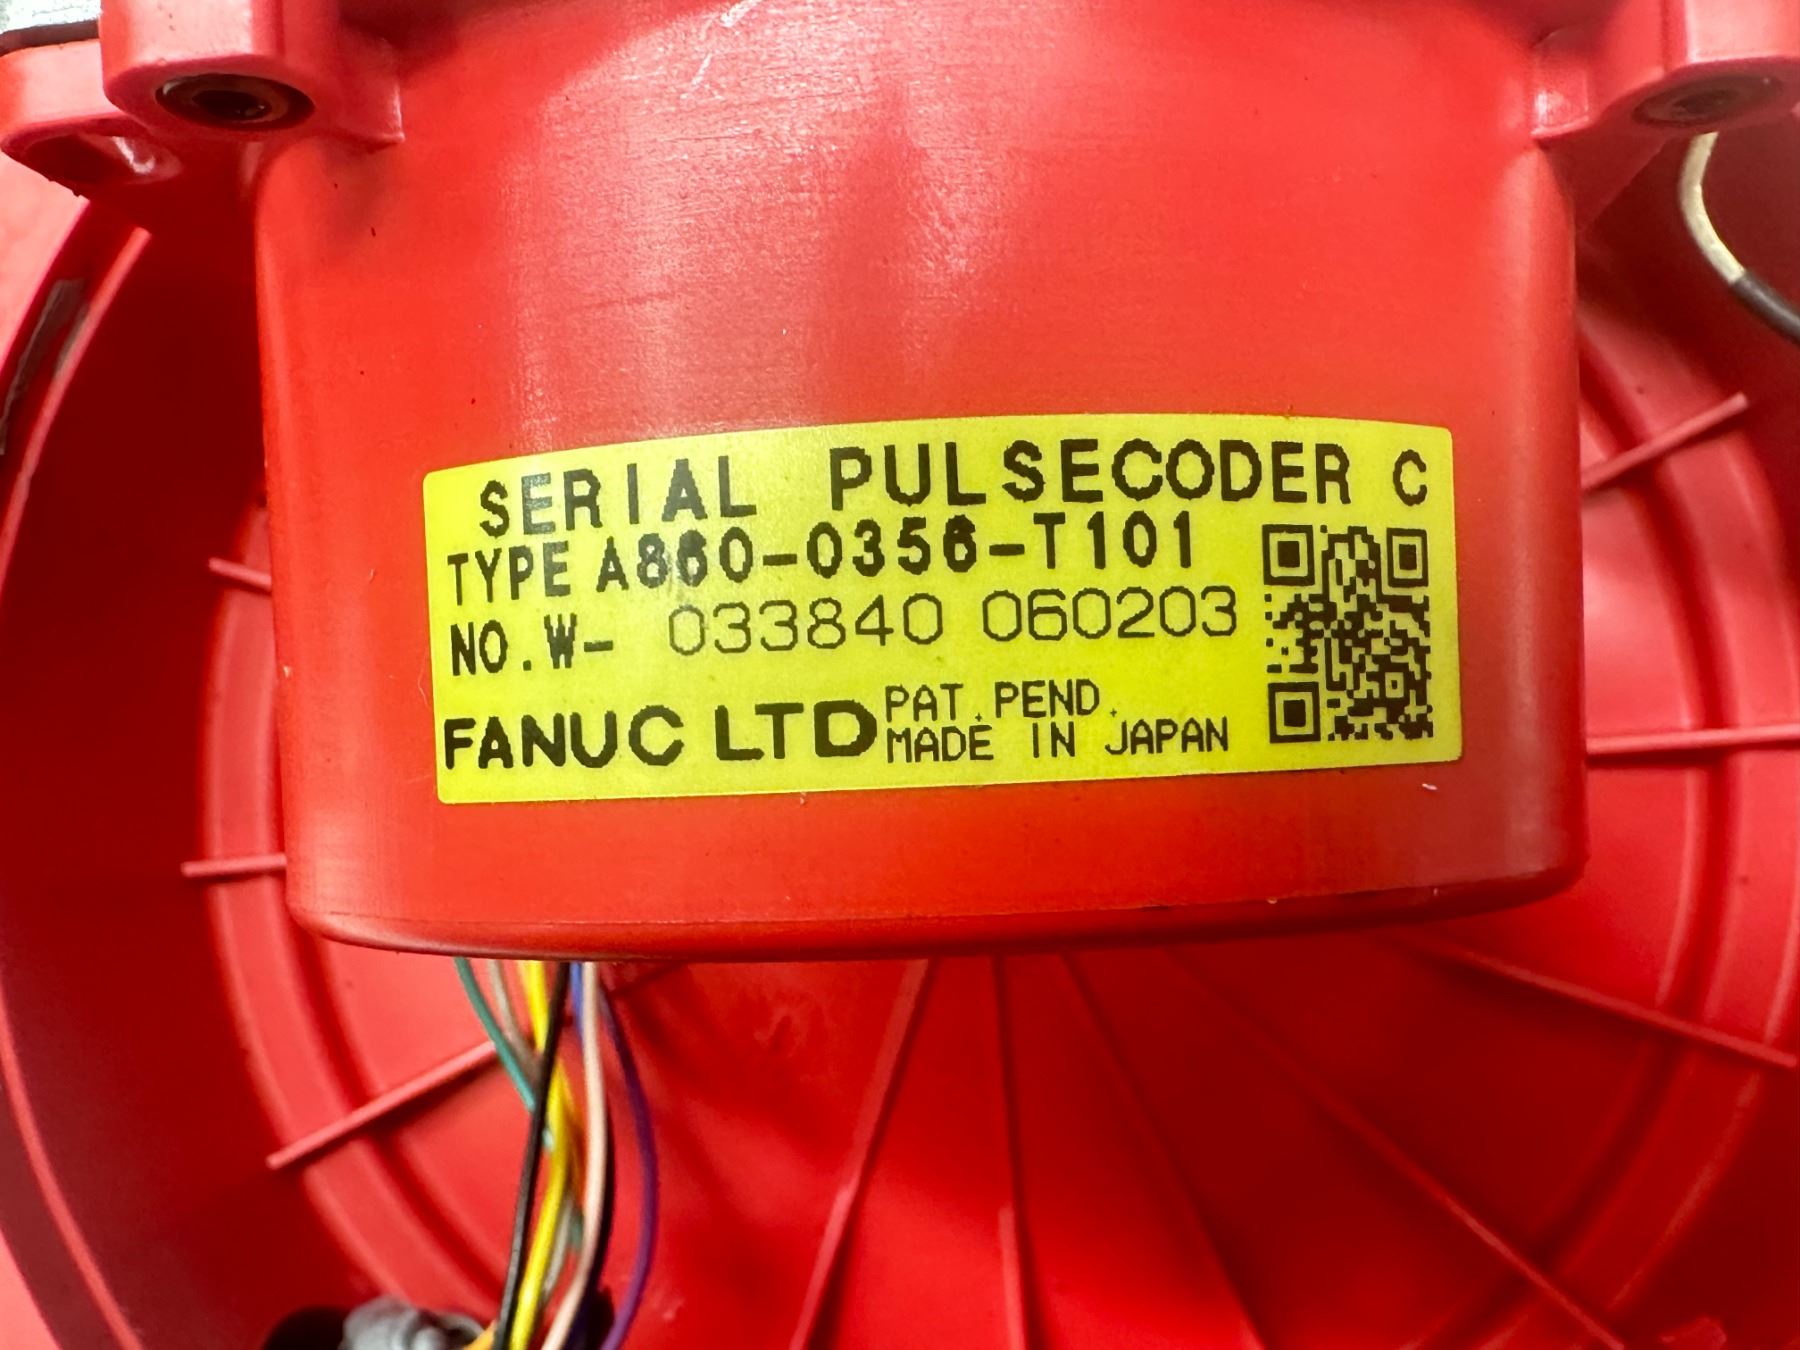 SERIAL PULSECODER C
TYPE A860-0356-T101
NO.W- 033840 060203
FANUC LTD PAT.PEND.
MADE IN JAPAN